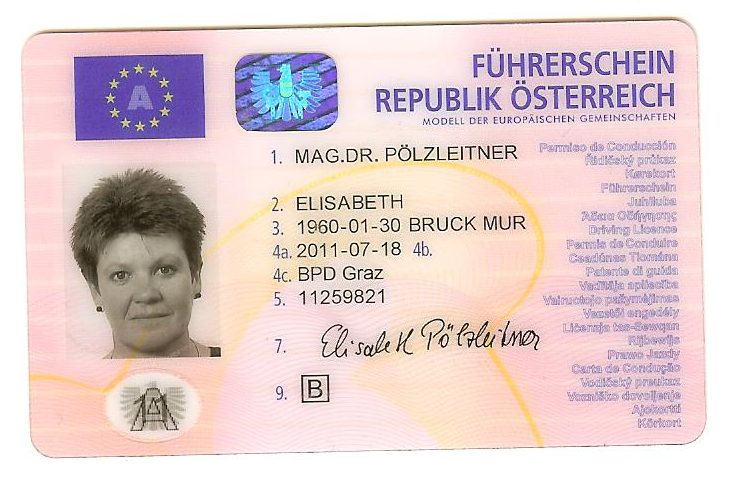 A
FÜHRERSCHEIN
REPUBLIK ÖSTERREICH
MODELL DER EUROPÄISCHEN GEMEINSCHAFTEN
1. MAG.DR. PÖLZLEITNER
2. ELISABETH
3. 1960-01-30 BRUCK MUR
4a. 2011-07-18 4b.
4c. BPD Graz
5. 11259821
7. Elisabeth Pölzleitner
9. B
Permiso de Conducción
Řidičský průkaz
Kørekort
Führerschein
Juhiluba
Άδεια Οδήγησης
Driving Licence
Permis de Conduire
Ceadúnas Tiomána
Patente di guida
Vadītāja apliecība
Vairuotojo pažymėjimas
Vezetői engedély
Liċenzja tas-Sewqan
Rijbewijs
Prawo Jazdy
Carta de Condução
Vodičský preukaz
Vozniško dovoljenje
Ajokortti
Körkort